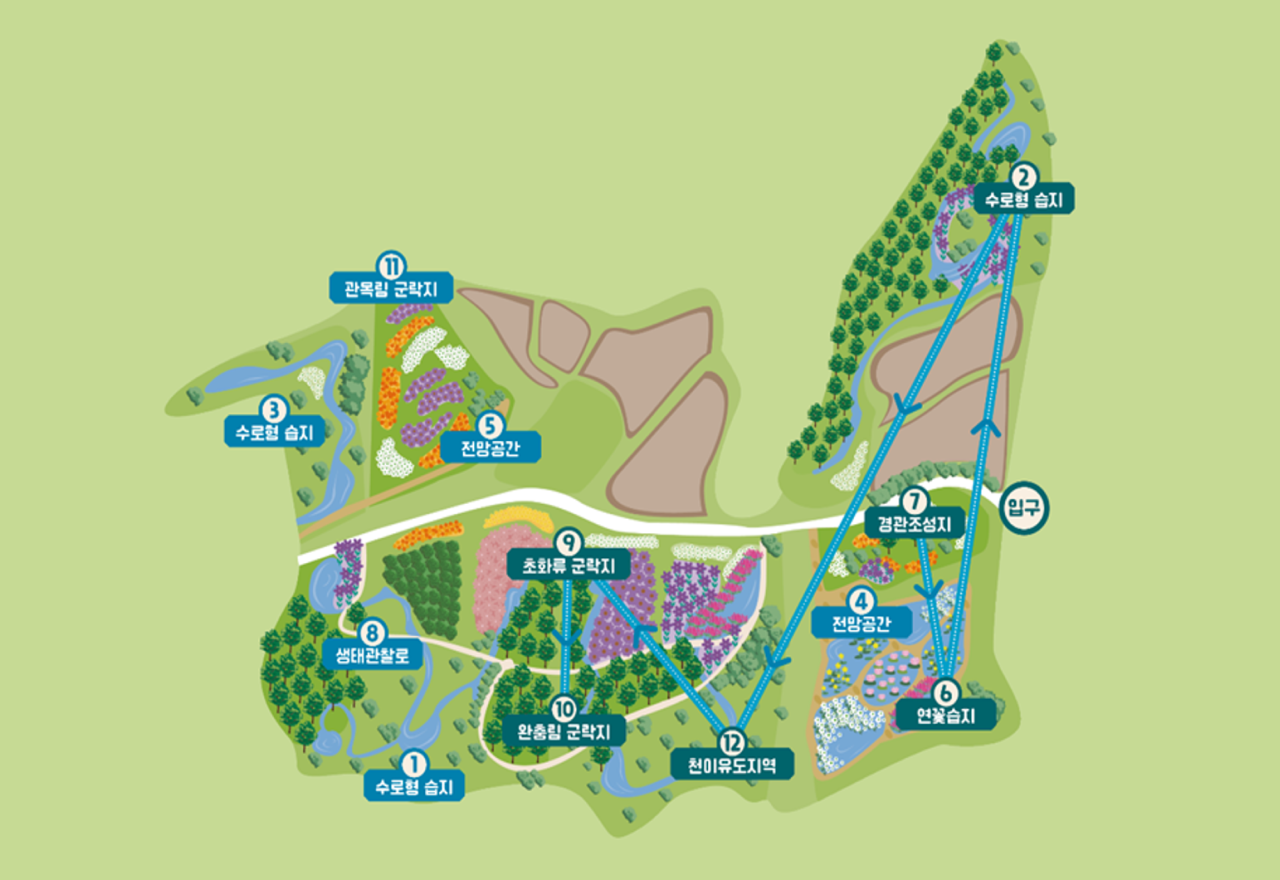 2
수로형 습지
11
관목림 군락지
3
수로형 습지
5
전망공간
7
경관조성지
입구
9
초화류 군락지
4
전망공간
8
생태관찰로
6
연꽃습지
10
완충림 군락지
12
천이유도지역
1
수로형 습지